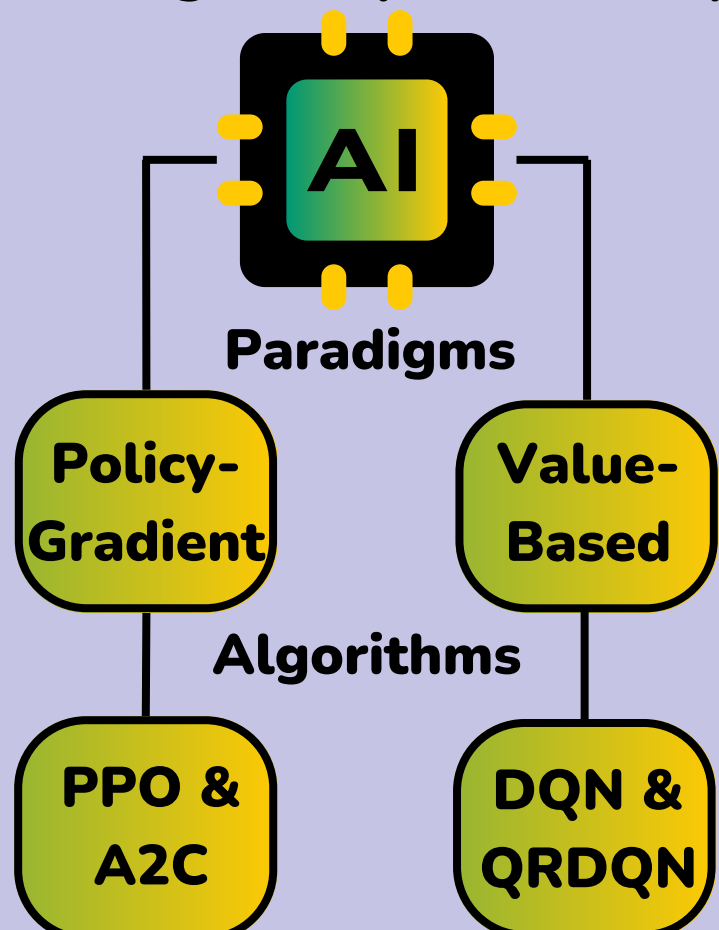 AI
Paradigms
Policy-
Gradient
Value-
Based
Algorithms
PPO &
A2C
DQN &
QRDQN